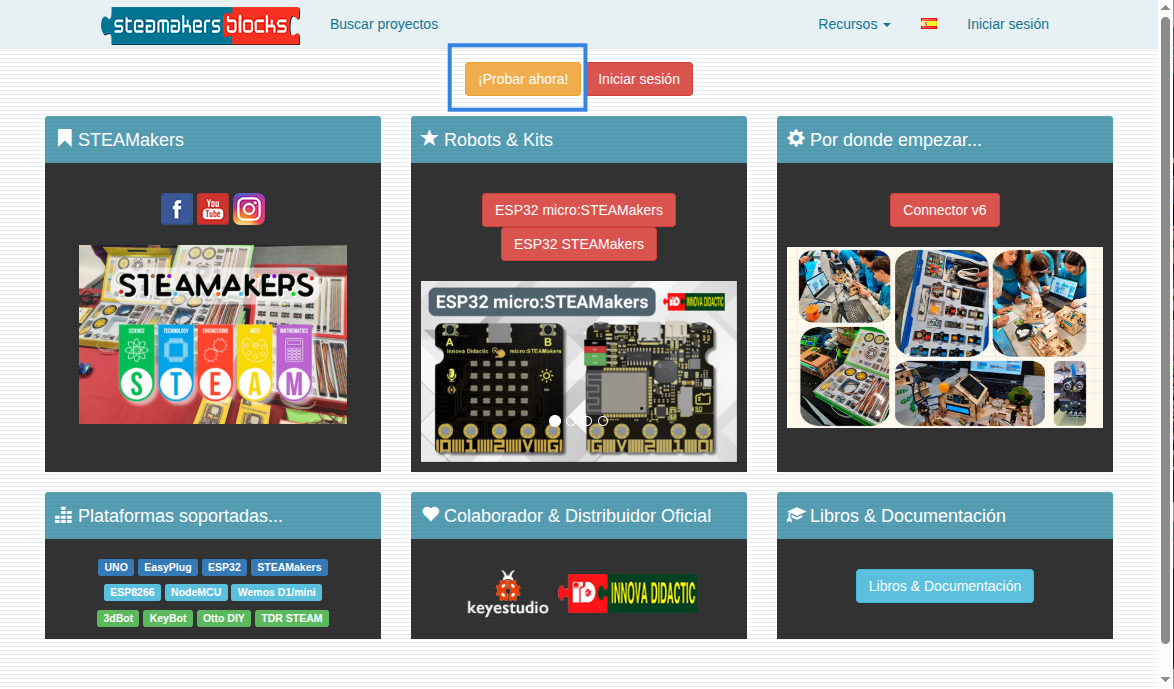 steamakers blocks
Buscar proyectos
Recursos
Iniciar sesión
¡Probar ahora!
Iniciar sesión
STEAMakers
Robots & Kits
Por donde empezar...
You
Tube
STEAMAKERS
SCIENCE
TECHNOLOGY
ENGINEERING
ARTS
MATHEMATICS
S T E A M
ESP32 micro:STEAMakers
ESP32 STEAMakers
ESP32 micro:STEAMakers
INNOVA DIDACTIC
A
B
Innova Didactic
micro:STEAMakers
Connector v6
Plataformas soportadas...
Colaborador & Distribuidor Oficial
Libros & Documentación
UNO
EasyPlug
ESP32
STEAMakers
ESP8266
NodeMCU
Wemos D1/mini
3dBot
KeyBot
Otto DIY
TDR STEAM
keyestudio
iD INNOVA DIDACTIC
Libros & Documentación